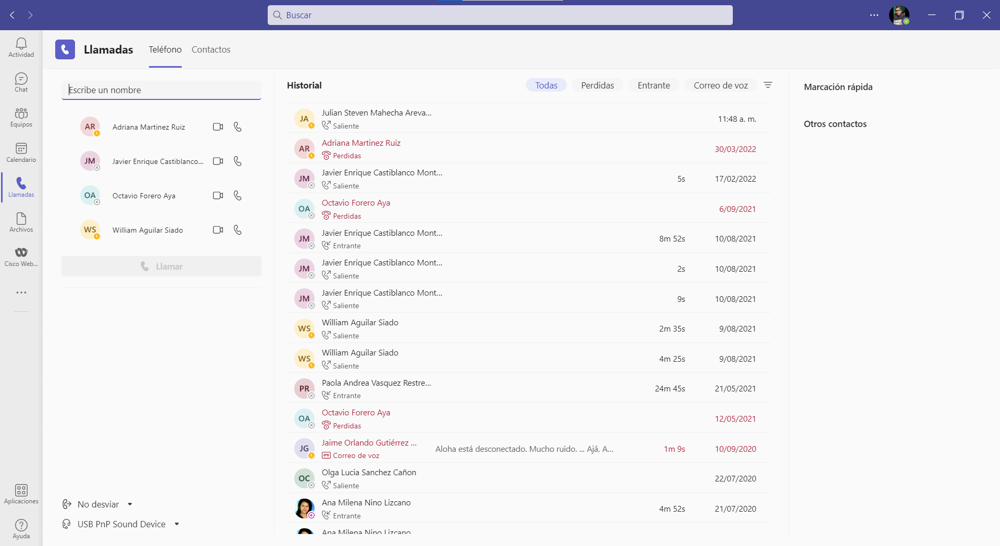 Buscar
Actividad
Chat
Equipos
Calendario
Llamadas
Archivos
Cisco Web...
Aplicaciones
Ayuda
Llamadas
Teléfono
Contactos
Escribe un nombre
AR
Adriana Martinez Ruiz
JM
Javier Enrique Castiblanco...
OA
Octavio Forero Aya
WS
William Aguilar Siado
Llamar
No desviar
USB PnP Sound Device
Historial
Todas
Perdidas
Entrante
Correo de voz
JA
Julian Steven Mahecha Areva...
Saliente
11:48 a. m.
AR
Adriana Martinez Ruiz
Perdidas
30/03/2022
JM
Javier Enrique Castiblanco Mont...
Saliente
5s
17/02/2022
OA
Octavio Forero Aya
Perdidas
6/09/2021
JM
Javier Enrique Castiblanco Mont...
Entrante
8m 52s
10/08/2021
JM
Javier Enrique Castiblanco Mont...
Saliente
2s
10/08/2021
JM
Javier Enrique Castiblanco Mont...
Saliente
9s
10/08/2021
WS
William Aguilar Siado
Saliente
2m 35s
9/08/2021
WS
William Aguilar Siado
Saliente
4m 25s
9/08/2021
PR
Paola Andrea Vasquez Restre...
Entrante
24m 45s
21/05/2021
OA
Octavio Forero Aya
Perdidas
12/05/2021
JG
Jaime Orlando Gutiérrez ...
Correo de voz
Aloha está desconectado. Mucho ruido. ... Ajá. A...
1m 9s
10/09/2020
OC
Olga Lucia Sanchez Cañon
Saliente
22/07/2020
Ana Milena Nino Lizcano
Entrante
4m 52s
21/07/2020
Ana Milena Nino Lizcano
Marcación rápida
Otros contactos